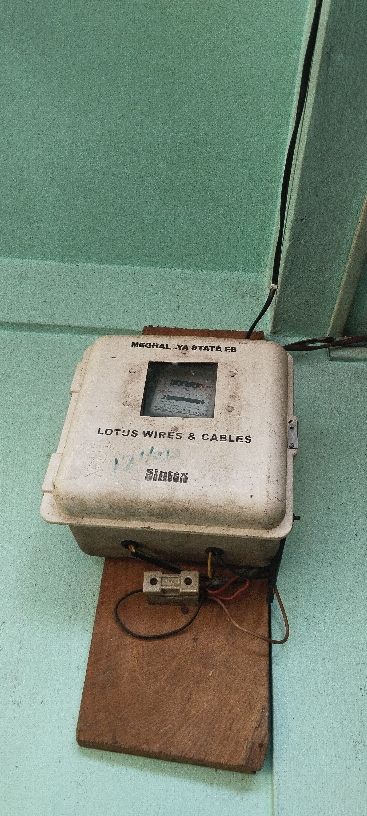 MEGHAL YA STATE EB
LOTUS WIRES & CABLES
Sintex